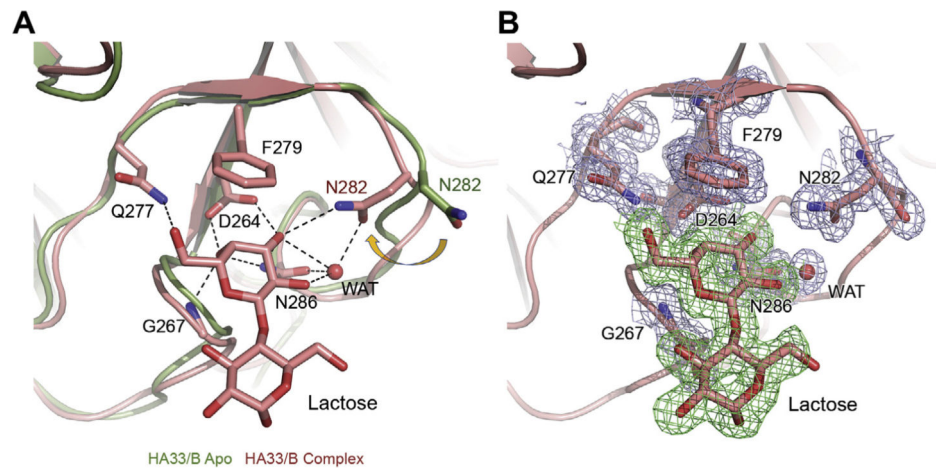 A
F279
N282
N282
Q277
D264
WAT
N286
G267
Lactose
HA33/B Apo HA33/B Complex
B
F279
Q277
N282
D264
WAT
N286
G267
Lactose